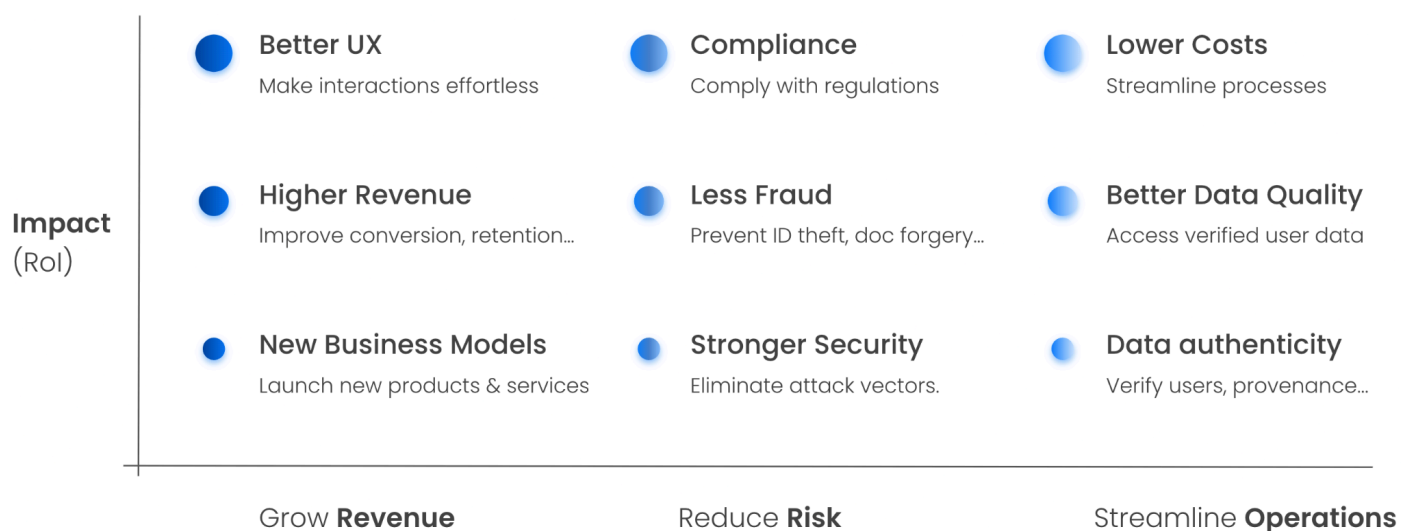 Better UX
Make interactions effortless
Compliance
Comply with regulations
Lower Costs
Streamline processes
Impact
(RoI)
Higher Revenue
Improve conversion, retention...
Less Fraud
Prevent ID theft, doc forgery...
Better Data Quality
Access verified user data
New Business Models
Launch new products & services
Stronger Security
Eliminate attack vectors.
Data authenticity
Verify users, provenance...
Grow Revenue
Reduce Risk
Streamline Operations